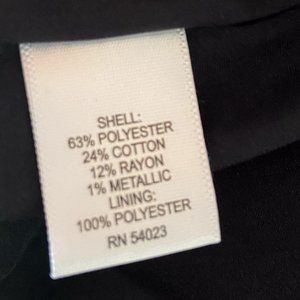 SHELL:
63% POLYESTER
24% COTTON
12% RAYON
1% METALLIC
LINING:
100% POLYESTER
RN 54023